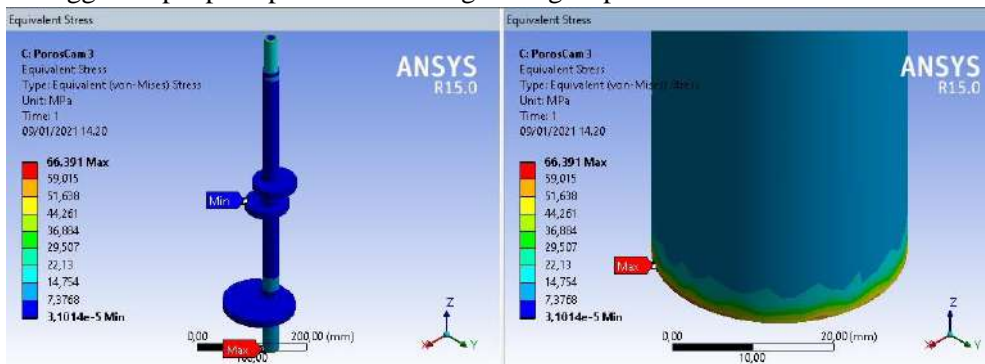 Equivalent Stress
C: PorosCam 3
Equivalent Stress
Type: Equivalent (von-Mises) Stress
Unit: MPa
Time: 1
09/01/2021 14.20
66,391 Max
59,015
51,638
44,261
36,884
29,507
22,13
14,754
7,3768
3,1014e-5 Min
ANSYS
R15.0
Min
Max
0,00
200,00 (mm)
100,00
Z
X
Y
Equivalent Stress
C: PorosCam 3
Equivalent Stress
Type: Equivalent (von-Mises) Stress
Unit: MPa
Time: 1
09/01/2021 14.20
66,391 Max
59,015
51,638
44,261
36,884
29,507
22,13
14,754
7,3768
3,1014e-5 Min
ANSYS
R15.0
Max
0,00
20,00 (mm)
10,00
Z
X
Y